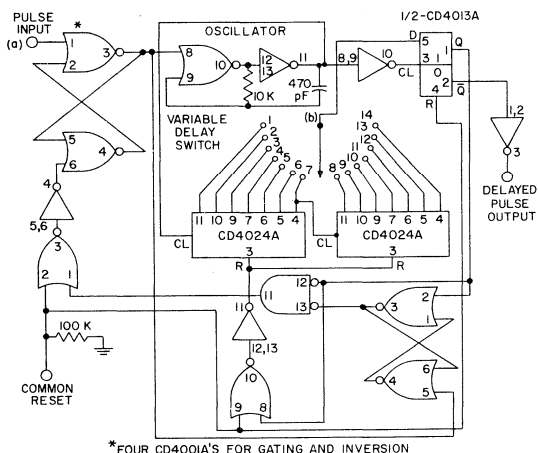 PULSE INPUT
(a)
*
1
2
3
OSCILLATOR
8
9
10
12
13
11
10 K
470 pF
8,9
10
CL
1/2-CD4013A
D
5
1
Q
3
1
0
2
Q̅
4
R
(b)
VARIABLE DELAY SWITCH
1
2
3
4
5
6
7
14
13
12
11
10
9
8
1,2
3
DELAYED PULSE OUTPUT
5
6
4
4
5,6
3
2
1
11 10 9 7 6 5 4
CD4024A
CL
3
R
11 10 9 7 6 5 4
CD4024A
CL
3
R
11
12
13
3
2
1
4
6
5
11
12,13
10
9
8
100 K
COMMON RESET
*FOUR CD4001A'S FOR GATING AND INVERSION